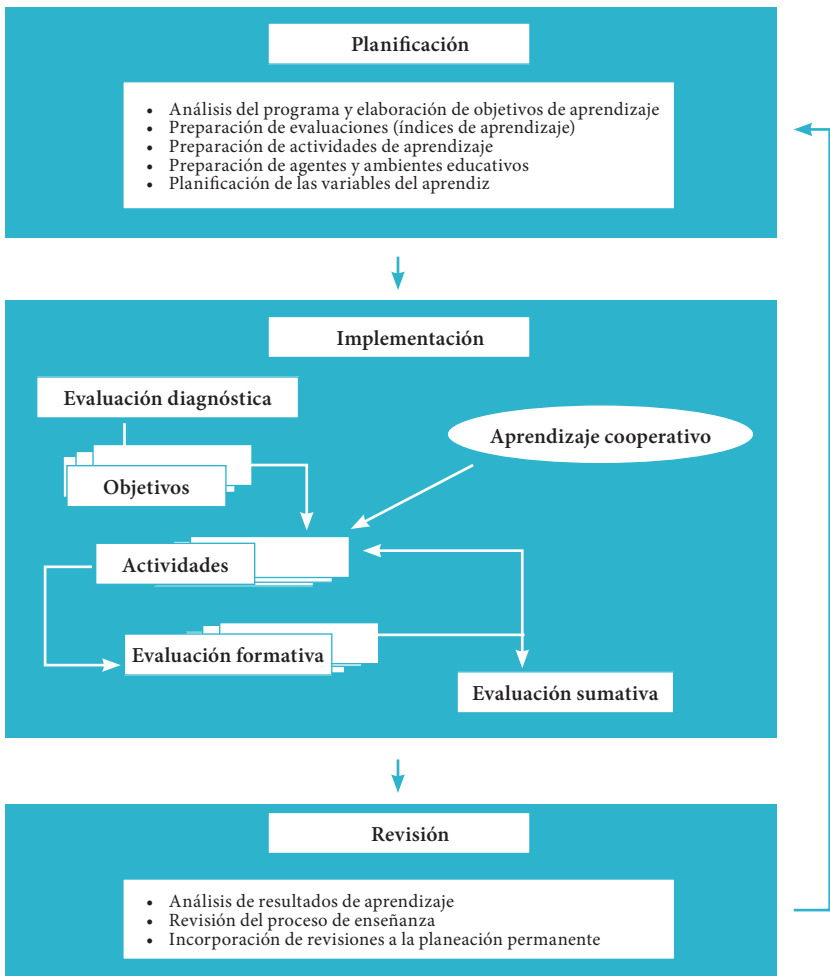 Planificación
• Análisis del programa y elaboración de objetivos de aprendizaje
• Preparación de evaluaciones (índices de aprendizaje)
• Preparación de actividades de aprendizaje
• Preparación de agentes y ambientes educativos
• Planificación de las variables del aprendiz
Implementación
Evaluación diagnóstica
Aprendizaje cooperativo
Objetivos
Actividades
Evaluación formativa
Evaluación sumativa
Revisión
• Análisis de resultados de aprendizaje
• Revisión del proceso de enseñanza
• Incorporación de revisiones a la planeación permanente